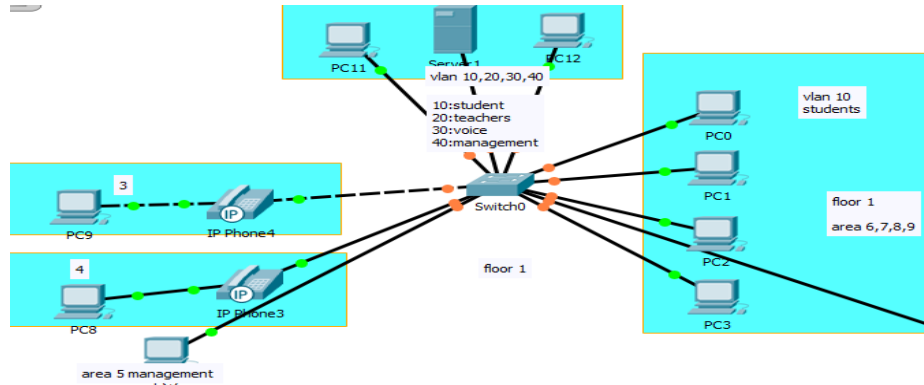 PC11
Server1
PC12
vlan 10,20,30,40
10:student
20:teachers
30:voice
40:management
vlan 10
students
PC0
3
PC1
Switch0
PC9
IP
IP Phone4
floor 1
area 6,7,8,9
PC2
4
floor 1
IP
PC8
IP Phone3
PC3
area 5 management